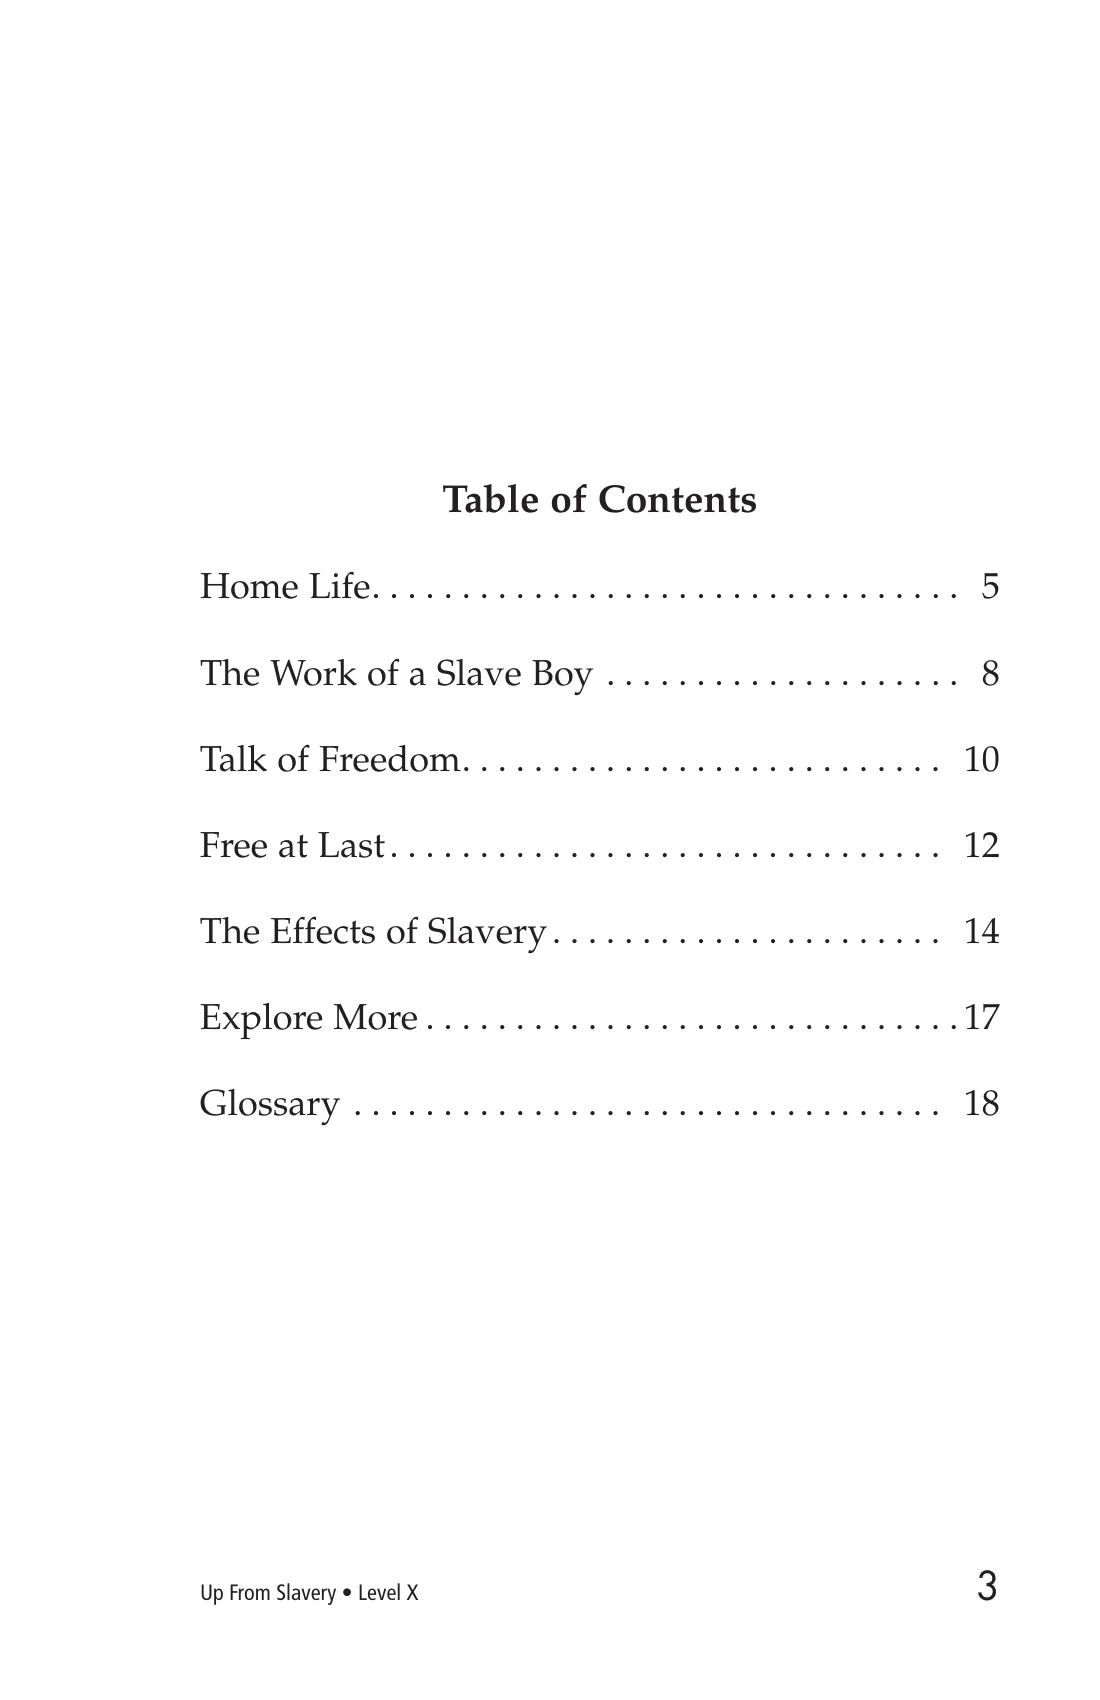 Table of Contents
Home Life. . . . . . . . . . . . . . . . . . . . . . . . . . . . . . . . . 5
The Work of a Slave Boy . . . . . . . . . . . . . . . . . . . . 8
Talk of Freedom. . . . . . . . . . . . . . . . . . . . . . . . . . . 10
Free at Last . . . . . . . . . . . . . . . . . . . . . . . . . . . . . . . 12
The Effects of Slavery . . . . . . . . . . . . . . . . . . . . . . 14
Explore More . . . . . . . . . . . . . . . . . . . . . . . . . . . . . . 17
Glossary . . . . . . . . . . . . . . . . . . . . . . . . . . . . . . . . . 18
Up From Slavery • Level X 3